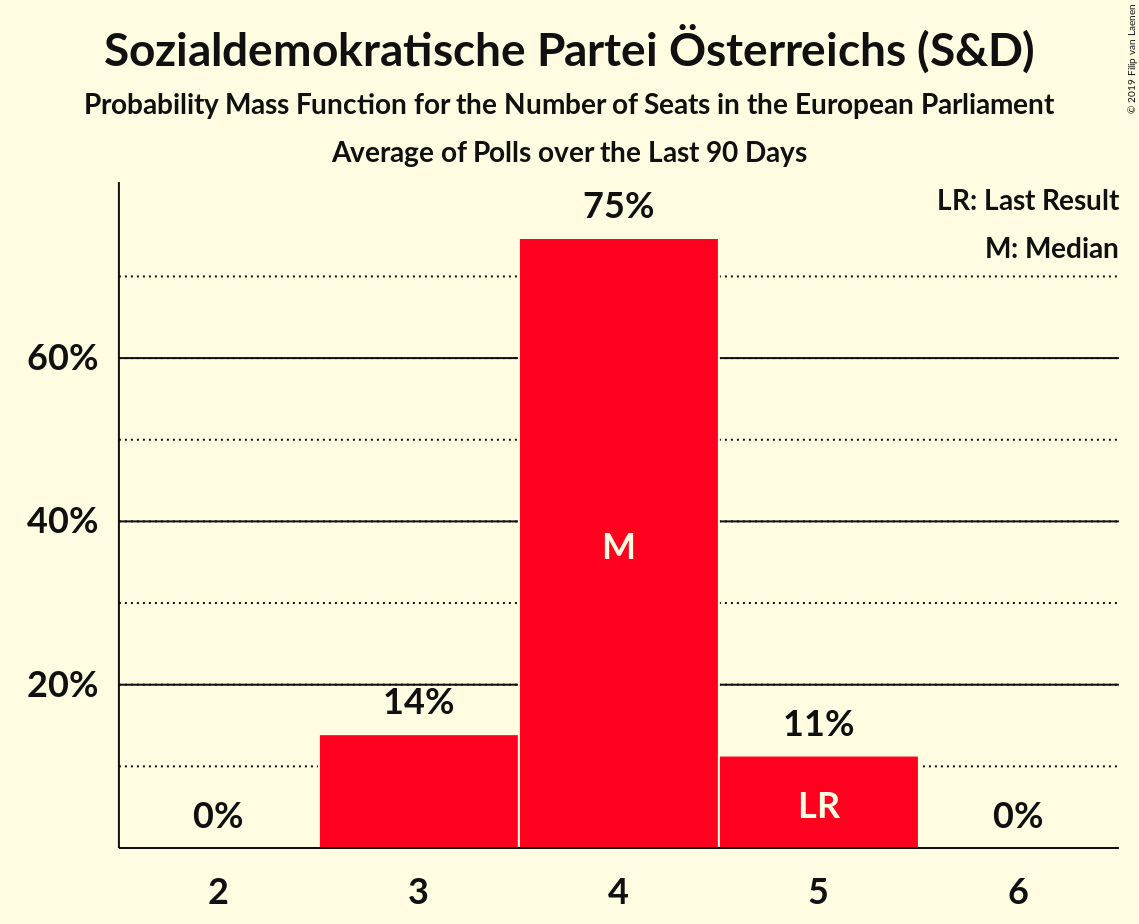 Sozialdemokratische Partei Österreichs (S&D)
Probability Mass Function for the Number of Seats in the European Parliament
Average of Polls over the Last 90 Days
© 2019 Filip van Laenen
LR: Last Result
M: Median
75%
60%
40%
M
20%
14%
11%
LR
0%
0%
2 3 4 5 6